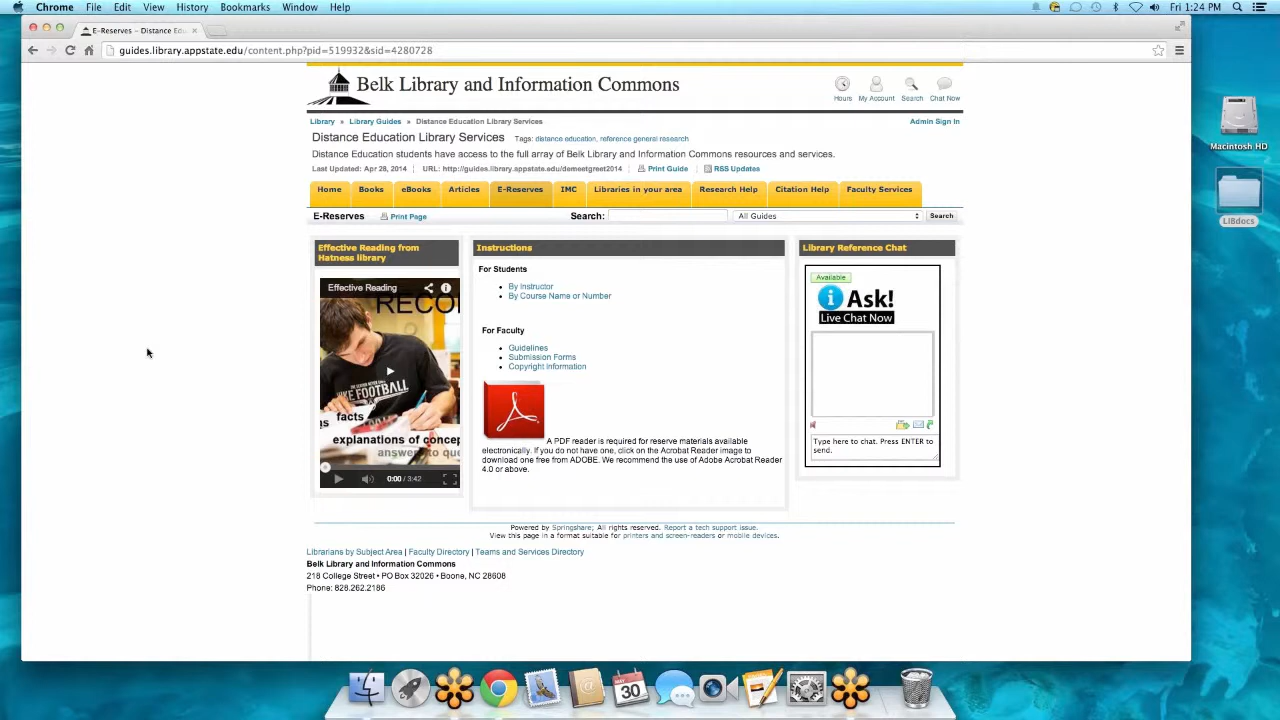 Chrome File Edit View History Bookmarks Window Help Fri 1:24 PM
E-Reserves - Distance Edu
guides.library.appstate.edu/content.php?pid=519932&sid=4280728
Belk Library and Information Commons
Hours My Account Search Chat Now
Library » Library Guides » Distance Education Library Services Admin Sign In
Distance Education Library Services Tags: distance education, reference general research
Distance Education students have access to the full array of Belk Library and Information Commons resources and services.
Last Updated: Apr 28, 2014 URL: http://guides.library.appstate.edu/demeetgreet2014 Print Guide RSS Updates
Home Books eBooks Articles E-Reserves IMC Libraries in your area Research Help Citation Help Faculty Services
E-Reserves Print Page Search: All Guides Search
Effective Reading from
Hatness library
Effective Reading
RECO
NIKE FOOTBALL
facts
explanations of concep
answer to que
0:00 / 3:42
Instructions
For Students
• By Instructor
• By Course Name or Number
For Faculty
• Guidelines
• Submission Forms
• Copyright Information
A PDF reader is required for reserve materials available
electronically. If you do not have one, click on the Acrobat Reader image to
download one free from ADOBE. We recommend the use of Adobe Acrobat Reader
4.0 or above.
Library Reference Chat
Available
Ask!
Live Chat Now
Type here to chat. Press ENTER to
send.
Powered by Springshare; All rights reserved. Report a tech support issue.
View this page in a format suitable for printers and screen-readers or mobile devices.
Librarians by Subject Area | Faculty Directory | Teams and Services Directory
Belk Library and Information Commons
218 College Street • PO Box 32026 • Boone, NC 28608
Phone: 828.262.2186
Macintosh HD
LIBdocs
MAY
30